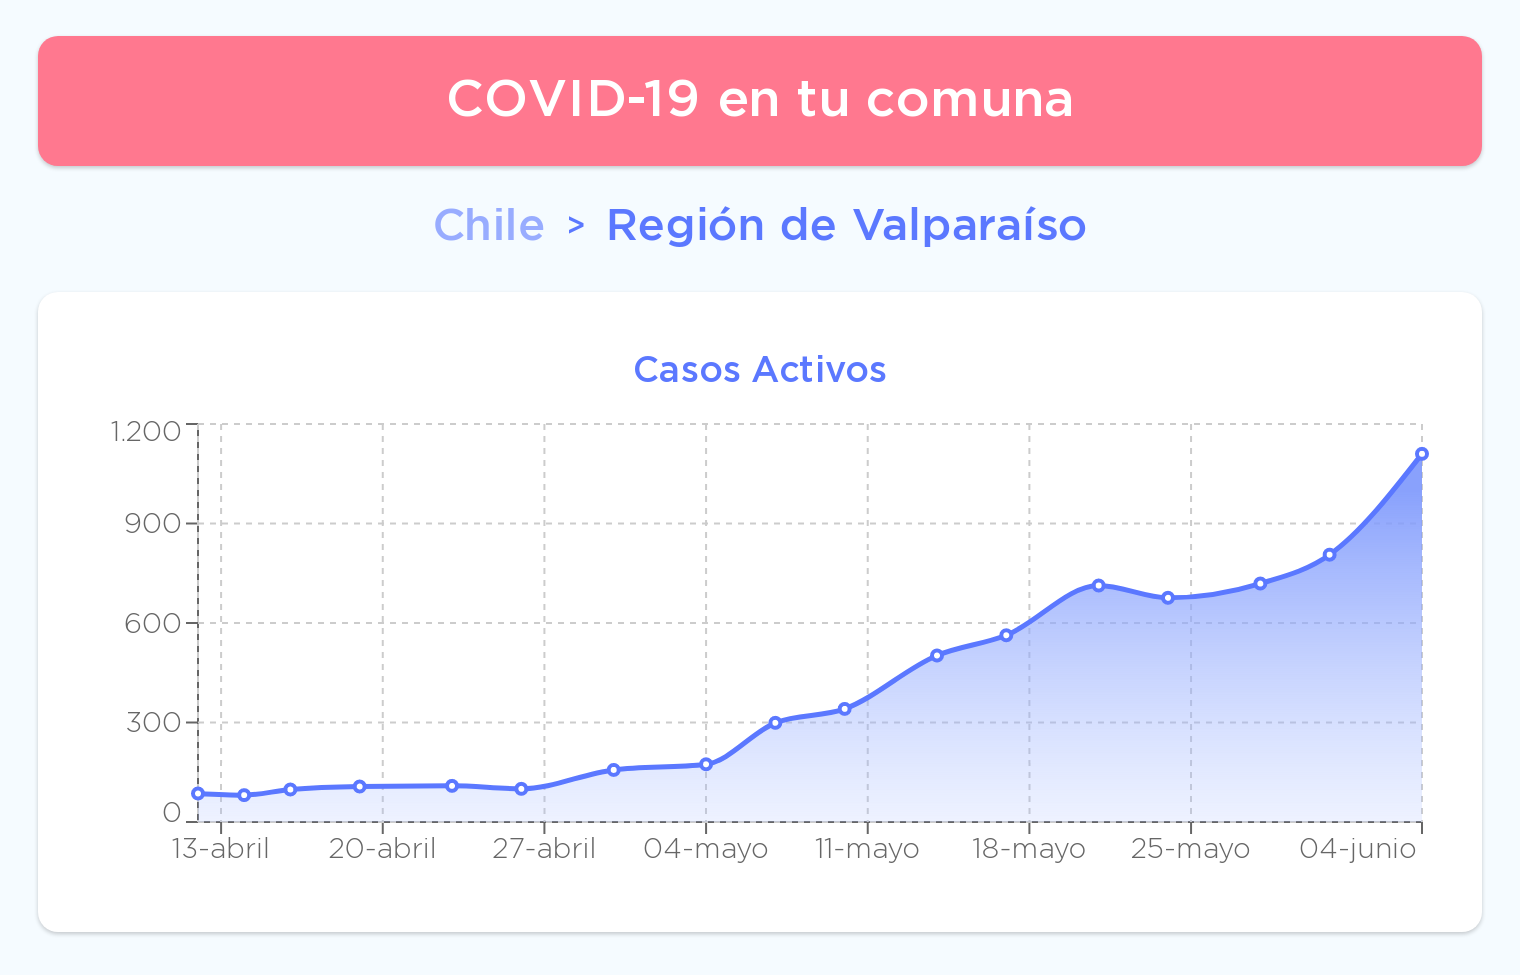 COVID-19 en tu comuna
Chile > Región de Valparaíso
Casos Activos
1.200
900
600
300
0
13-abril 20-abril 27-abril 04-mayo 11-mayo 18-mayo 25-mayo 04-junio